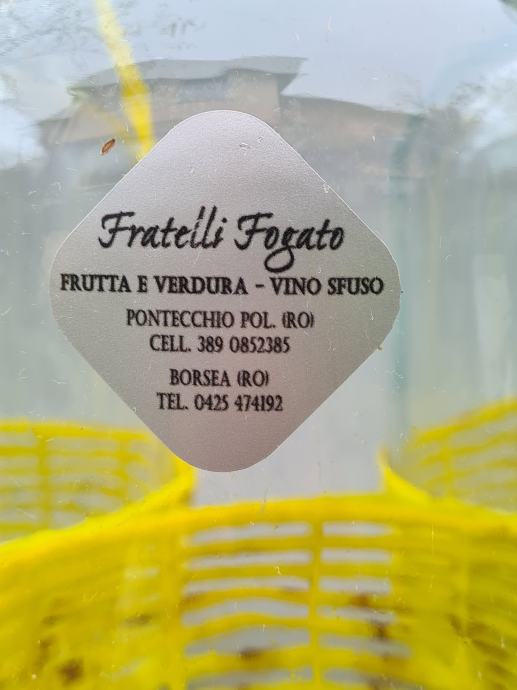 Fratelli Fogato
FRUTTA E VERDURA - VINO SFUSO
PONTECCHIO POL. (RO)
CELL. 389 0852385
BORSEA (RO)
TEL. 0425 474192